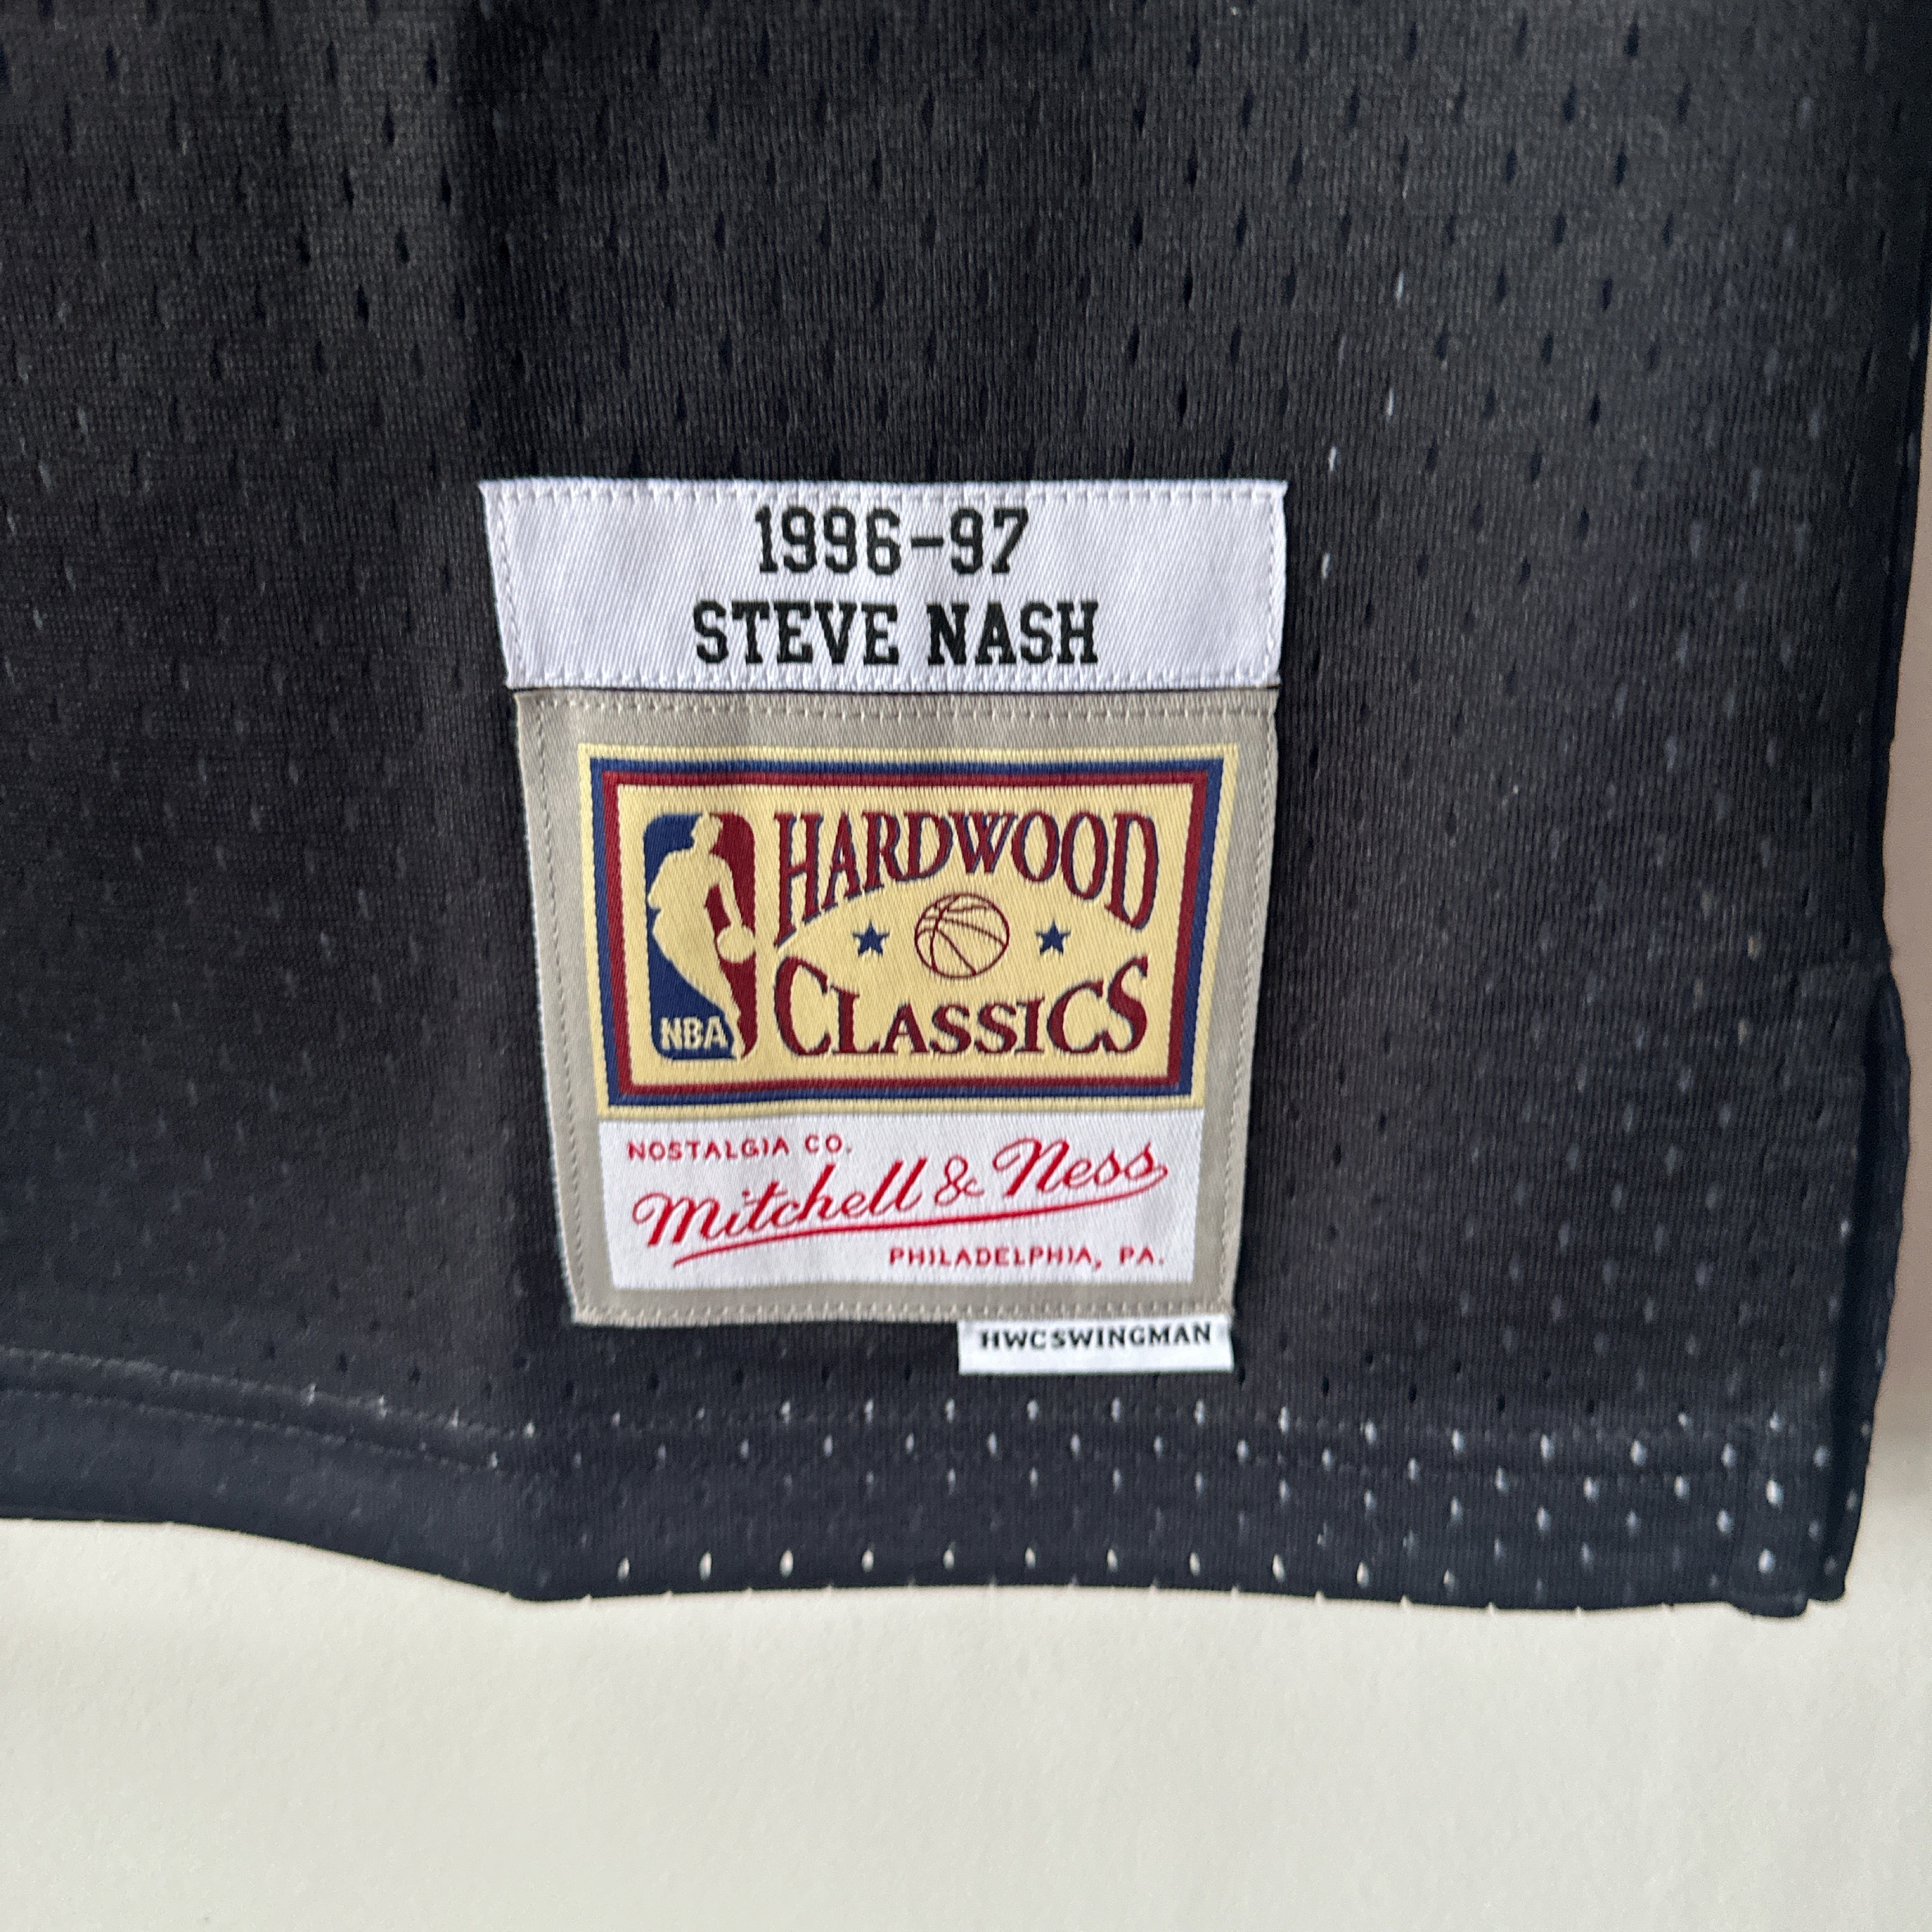 1996-97
STEVE NASH
HARDWOOD
CLASSICS
NBA
NOSTALGIA CO.
Mitchell & Ness
PHILADELPHIA, PA.
HWCSWINGMAN